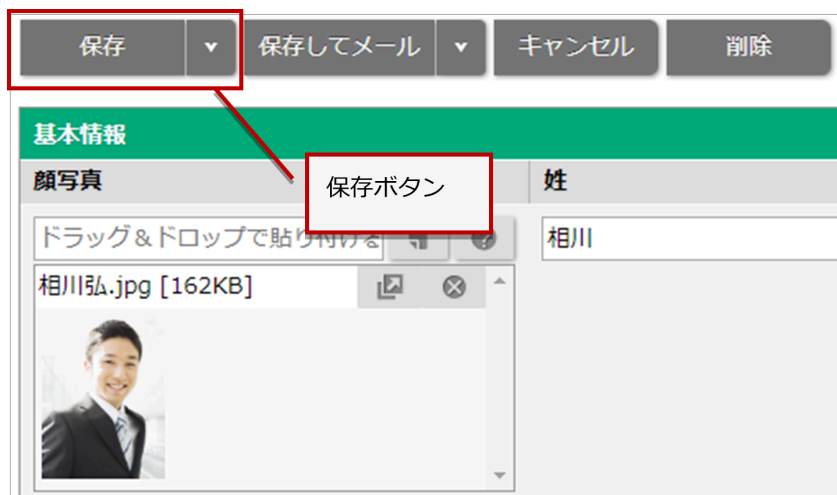 保存 ▼ 保存してメール ▼ キャンセル 削除
基本情報
顔写真 姓
保存ボタン
ドラッグ＆ドロップで貼り付けを
相川
相川弘.jpg [162KB]